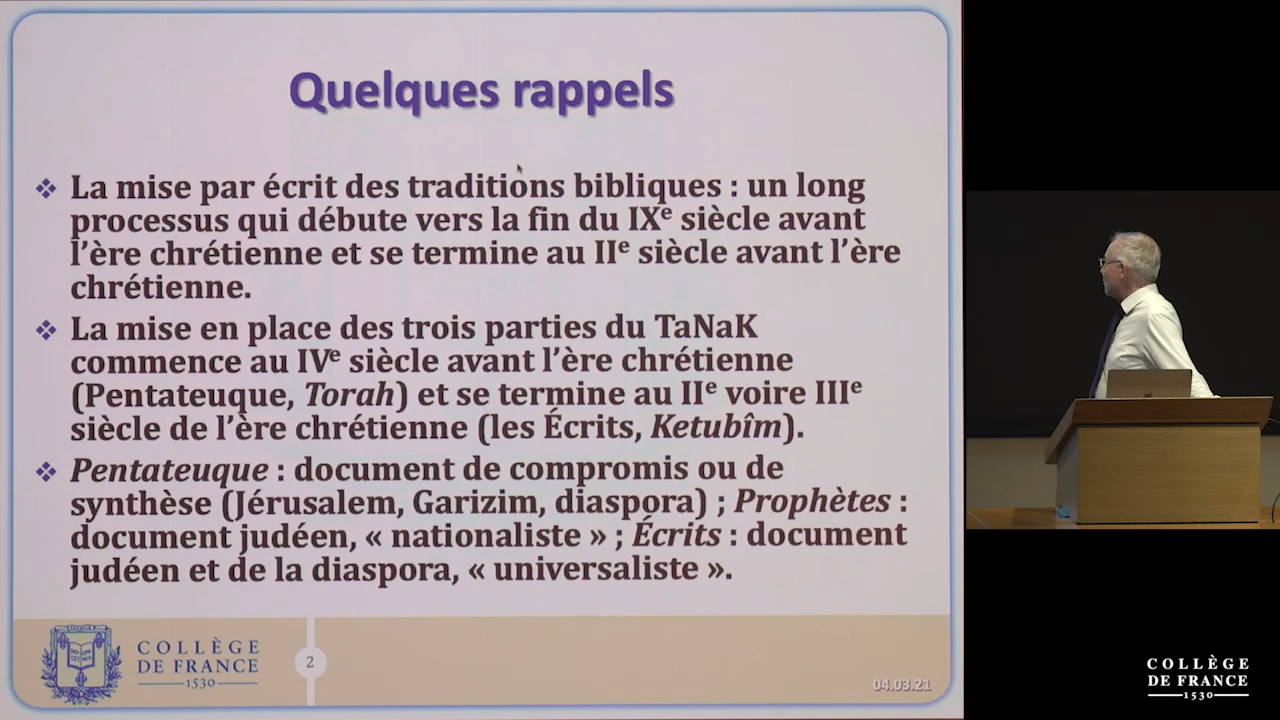 Quelques rappels
❖ La mise par écrit des traditions bibliques : un long
processus qui débute vers la fin du IXe siècle avant
l’ère chrétienne et se termine au IIe siècle avant l’ère
chrétienne.
❖ La mise en place des trois parties du TaNaK
commence au IVe siècle avant l’ère chrétienne
(Pentateuque, Torah) et se termine au IIe voire IIIe
siècle de l’ère chrétienne (les Écrits, Ketubîm).
❖ Pentateuque : document de compromis ou de
synthèse (Jérusalem, Garizim, diaspora) ; Prophètes :
document judéen, « nationaliste » ; Écrits : document
judéen et de la diaspora, « universaliste ».
COLLÈGE
DE FRANCE
1530
2
04.03.21
COLLÈGE
DE FRANCE
1530